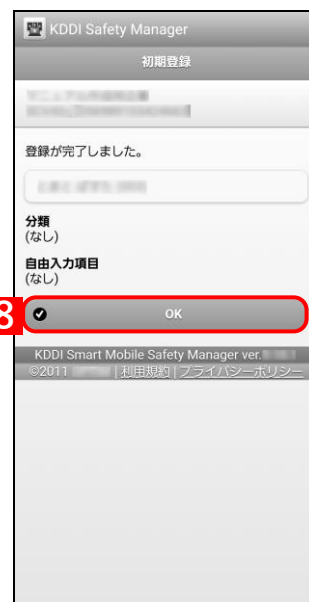 KDDI Safety Manager
初期登録
登録が完了しました。
分類
(なし)
自由入力項目
(なし)
8
OK
KDDI Smart Mobile Safety Manager ver.
©2011 | 利用規約 | プライバシーポリシー